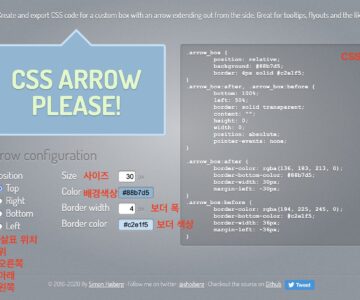 Create and export CSS code for a custom box with an arrow extending out from the side. Great for tooltips, flyouts and the lik
CSS ARROW
PLEASE!
row configuration
osition
Top
Right
Bottom
Left
살표 위치
위
오른쪽
아래
왼쪽
Size 사이즈 30 px
Color 배경색상 #88b7d5
Border width 4 px 보더 폭
Border color #c2e1f5 보더 색상
CSS
.arrow_box {
position: relative;
background: #88b7d5;
border: 4px solid #c2e1f5;
}
.arrow_box:after, .arrow_box:before {
bottom: 100%;
left: 50%;
border: solid transparent;
content: "";
height: 0;
width: 0;
position: absolute;
pointer-events: none;
}
.arrow_box:after {
border-color: rgba(136, 183, 213, 0);
border-bottom-color: #88b7d5;
border-width: 30px;
margin-left: -30px;
}
.arrow_box:before {
border-color: rgba(194, 225, 245, 0);
border-bottom-color: #c2e1f5;
border-width: 36px;
margin-left: -36px;
}
© 2016-2020 By Simon Højberg · Follow me on twitter: @shojberg · Checkout the source on Github Tweet